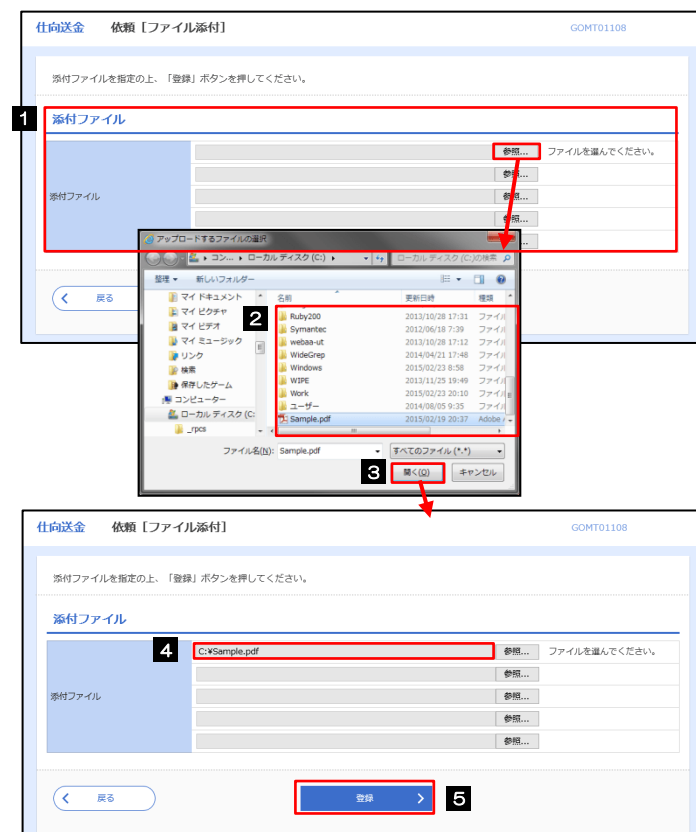 仕向送金 依頼［ファイル添付］ GOMT01108
添付ファイルを指定の上、「登録」ボタンを押してください。
1 添付ファイル
参照... ファイルを選んでください。
参照...
添付ファイル 参照...
参照...
アップロードするファイルの選択
コン... ▸ ローカル ディスク (C:) ▸ ローカル ディスク (C:)の検索
整理 ▾ 新しいフォルダー
戻る
マイ ドキュメント
マイ ピクチャ
マイ ビデオ
マイ ミュージック
リンク
検索
保存したゲーム
コンピューター
ローカル ディスク (C:
_rpcs
2
名前 更新日時 種類
Ruby200 2013/10/28 17:31 ファイル
Symantec 2012/06/18 7:39 ファイル
webaa-ut 2013/10/28 17:12 ファイル
WideGrep 2014/04/21 17:48 ファイル
Windows 2015/02/23 8:58 ファイル
WIPE 2013/11/25 19:49 ファイル
Work 2015/02/23 20:10 ファイル
ユーザー 2014/08/05 9:35 ファイル
Sample.pdf 2015/02/19 20:37 Adobe
ファイル名(N): Sample.pdf すべてのファイル (*.*)
3 開く(O) キャンセル
仕向送金 依頼［ファイル添付］ GOMT01108
添付ファイルを指定の上、「登録」ボタンを押してください。
添付ファイル
4 C:¥Sample.pdf 参照... ファイルを選んでください。
参照...
添付ファイル 参照...
参照...
参照...
戻る 登録 5